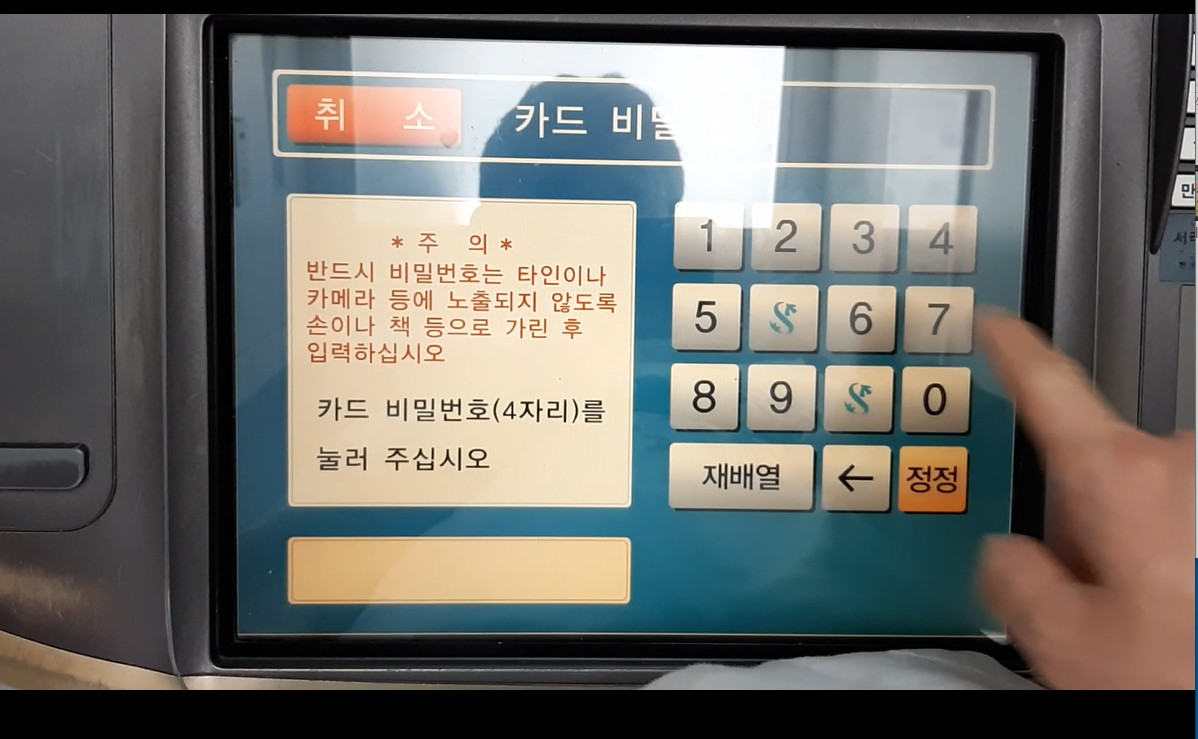 취 소
카드 비밀
* 주 의 *
반드시 비밀번호는 타인이나
카메라 등에 노출되지 않도록
손이나 책 등으로 가린 후
입력하십시오
카드 비밀번호(4자리)를
눌러 주십시오
1 2 3 4
5 6 7
8 9 0
재배열 ← 정정
만